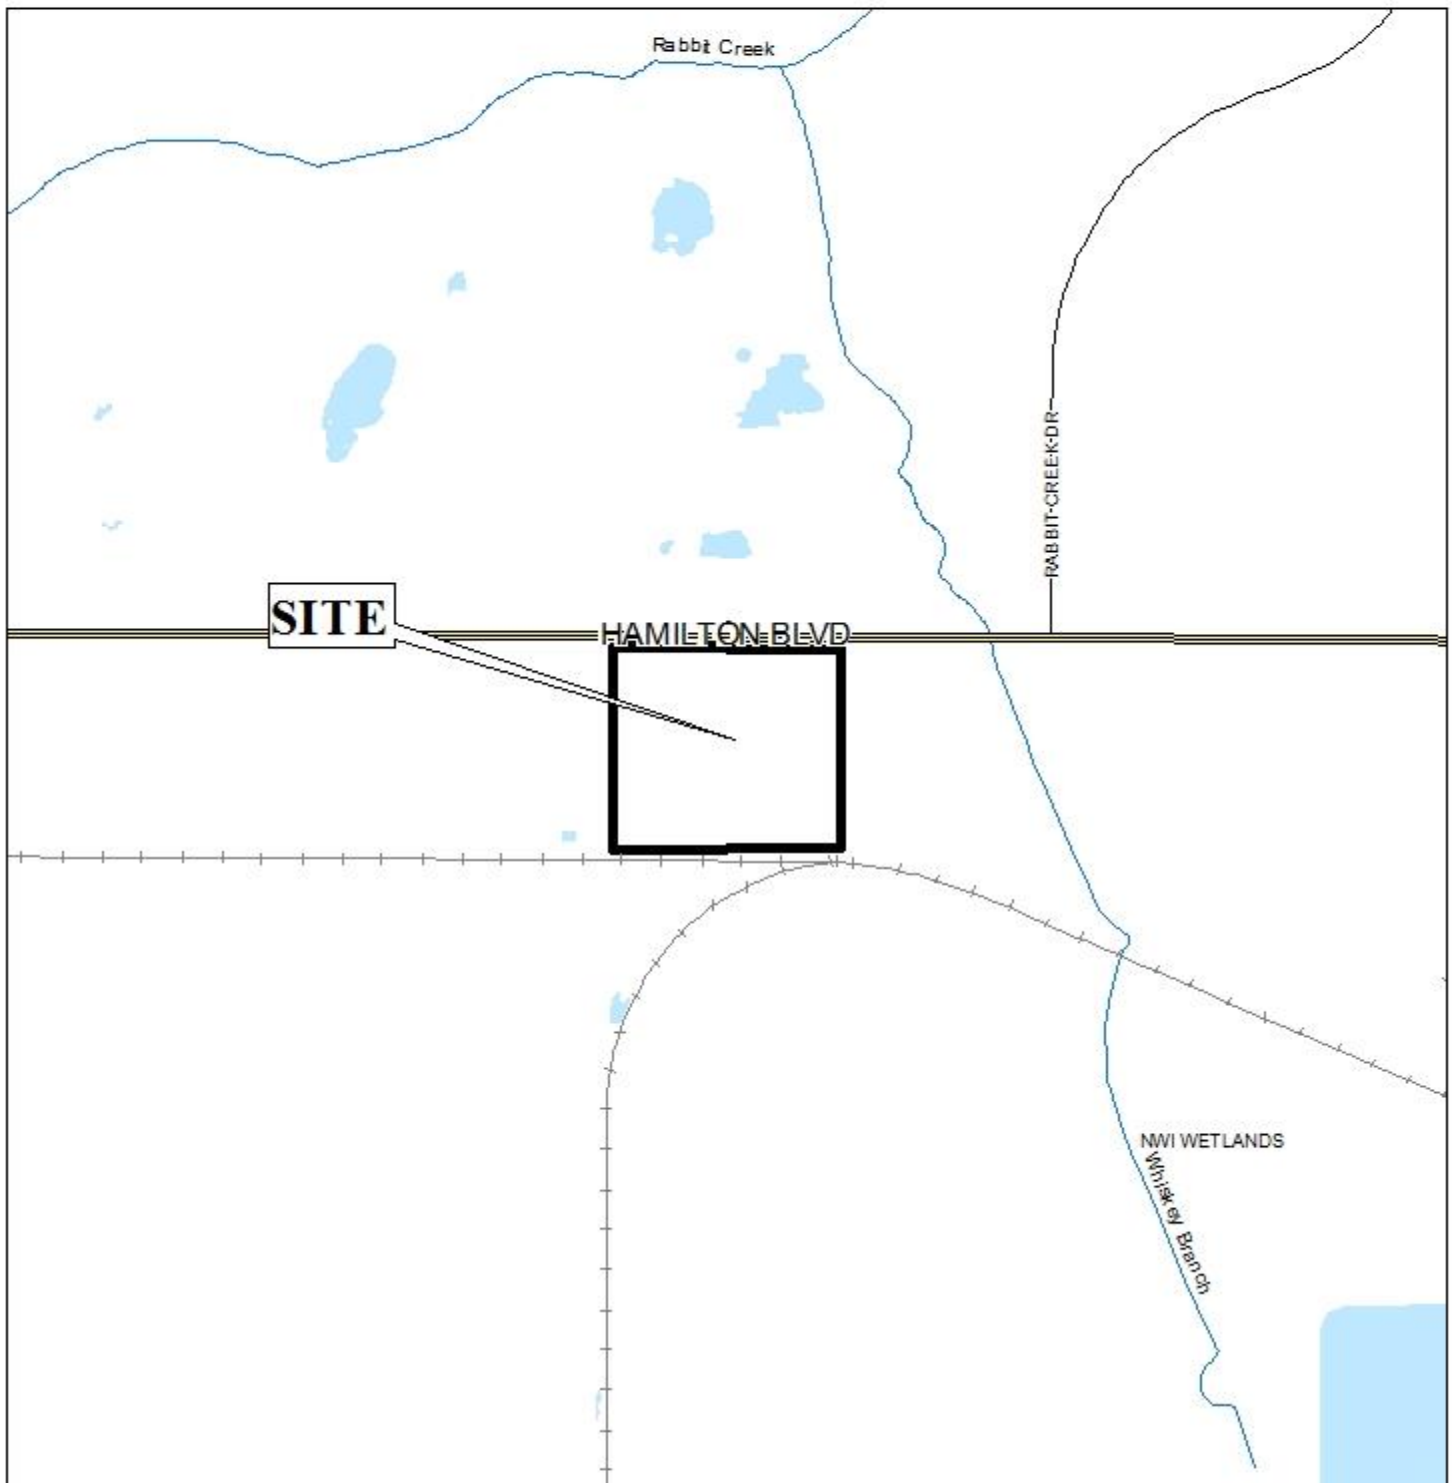 Rabbit Creek
RABBIT CREEK DR
SITE
HAMILTON BLVD
NWI WETLANDS
Whiskey Branch